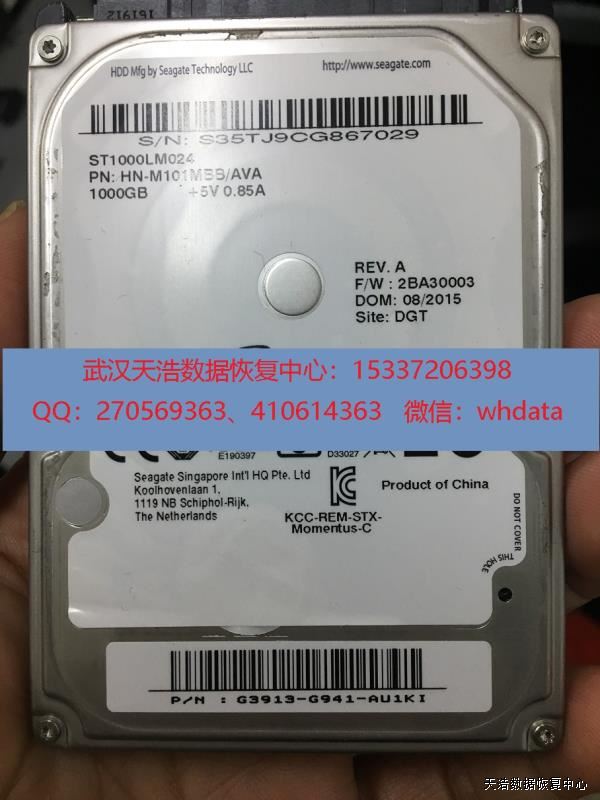 161912
HDD Mfg by Seagate Technology LLC
http://www.seagate.com
S/N: S35TJ9CG867029
ST1000LM024
PN: HN-M101MBB/AVA
1000GB +5V 0.85A
REV. A
F/W : 2BA30003
DOM: 08/2015
Site: DGT
武汉天浩数据恢复中心：15337206398
QQ：270569363、410614363 微信：whdata
E190397
D33027
Seagate Singapore Int'l HQ Pte. Ltd
Koolhovenlaan 1,
1119 NB Schiphol-Rijk,
The Netherlands
KCC-REM-STX-
Momentus-C
Product of China
DO NOT COVER
THIS HOLE
P/N : G3913-G941-AU1KI
天浩数据恢复中心